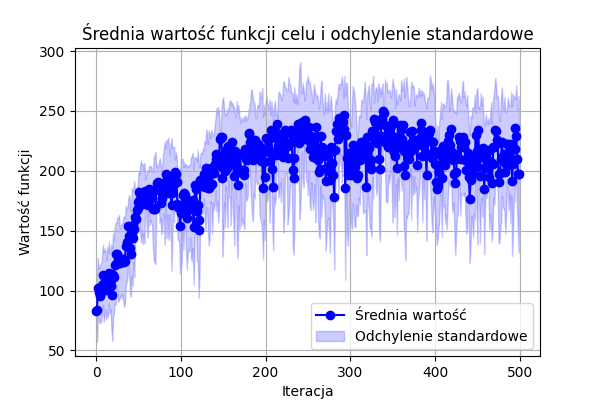 Średnia wartość funkcji celu i odchylenie standardowe
300
250
200
150
100
50
Wartość funkcji
Średnia wartość
Odchylenie standardowe
0 100 200 300 400 500
Iteracja